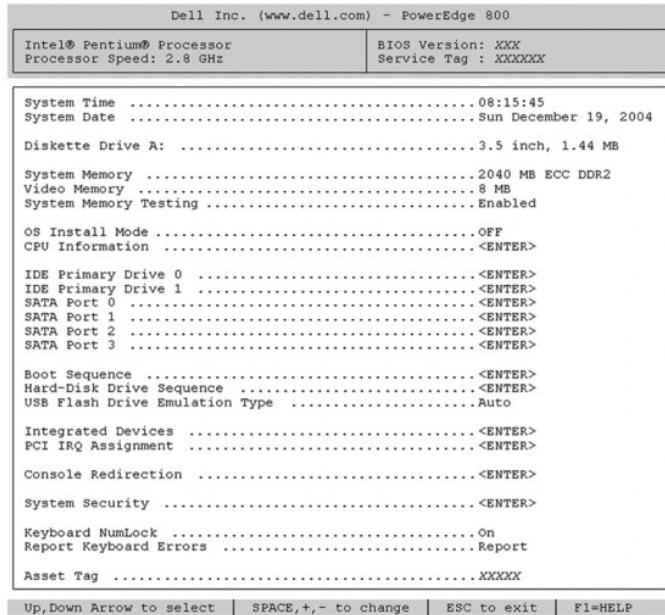 Dell Inc. (www.dell.com) - PowerEdge 800
Intel® Pentium® Processor
Processor Speed: 2.8 GHz
BIOS Version: XXX
Service Tag : XXXXXX
System Time ........................................08:15:45
System Date ........................................Sun December 19, 2004
Diskette Drive A: ..................................3.5 inch, 1.44 MB
System Memory ......................................2040 MB ECC DDR2
Video Memory .......................................8 MB
System Memory Testing ..............................Enabled
OS Install Mode ....................................OFF
CPU Information ....................................<ENTER>
IDE Primary Drive 0 ................................<ENTER>
IDE Primary Drive 1 ................................<ENTER>
SATA Port 0 ........................................<ENTER>
SATA Port 1 ........................................<ENTER>
SATA Port 2 ........................................<ENTER>
SATA Port 3 ........................................<ENTER>
Boot Sequence ......................................<ENTER>
Hard-Disk Drive Sequence ...........................<ENTER>
USB Flash Drive Emulation Type .....................Auto
Integrated Devices .................................<ENTER>
PCI IRQ Assignment .................................<ENTER>
Console Redirection ................................<ENTER>
System Security ....................................<ENTER>
Keyboard NumLock ...................................On
Report Keyboard Errors .............................Report
Asset Tag ..........................................XXXXX
Up,Down Arrow to select | SPACE,+,- to change | ESC to exit | F1=HELP